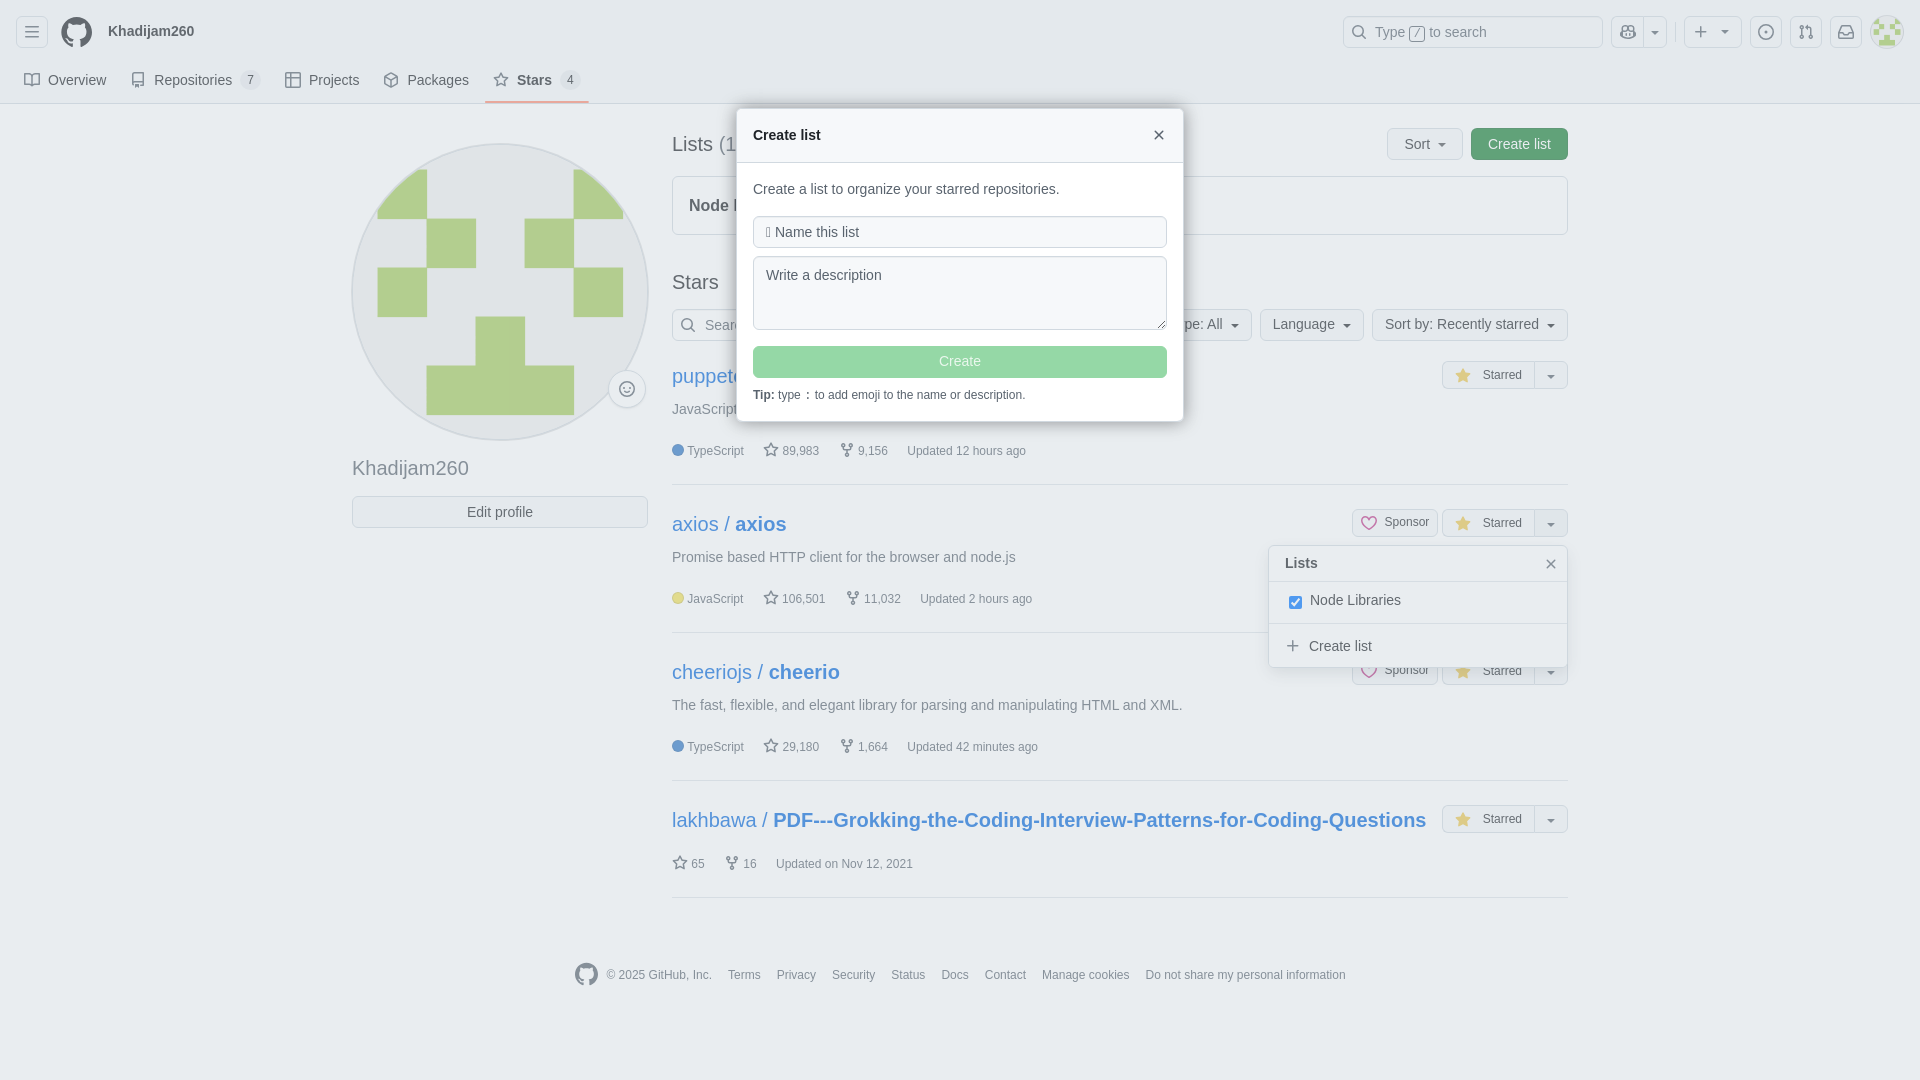 Khadijam260
Type / to search
Overview
Repositories 7
Projects
Packages
Stars 4
Create list
Create a list to organize your starred repositories.
Name this list
Write a description
Create
Tip: type : to add emoji to the name or description.
Khadijam260
Edit profile
Lists (1
Sort
Create list
Node
Stars
Type: All
Language
Sort by: Recently starred
Starred
JavaScript
TypeScript 89,983 9,156 Updated 12 hours ago
axios / axios
Sponsor
Starred
Promise based HTTP client for the browser and node.js
JavaScript 106,501 11,032 Updated 2 hours ago
Lists
Node Libraries
Create list
cheeriojs / cheerio
Sponsor
Starred
The fast, flexible, and elegant library for parsing and manipulating HTML and XML.
TypeScript 29,180 1,664 Updated 42 minutes ago
lakhbawa / PDF---Grokking-the-Coding-Interview-Patterns-for-Coding-Questions
Starred
65 16 Updated on Nov 12, 2021
© 2025 GitHub, Inc. Terms Privacy Security Status Docs Contact Manage cookies Do not share my personal information